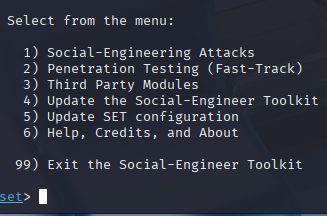 Select from the menu:
1) Social-Engineering Attacks
2) Penetration Testing (Fast-Track)
3) Third Party Modules
4) Update the Social-Engineer Toolkit
5) Update SET configuration
6) Help, Credits, and About
99) Exit the Social-Engineer Toolkit
set>